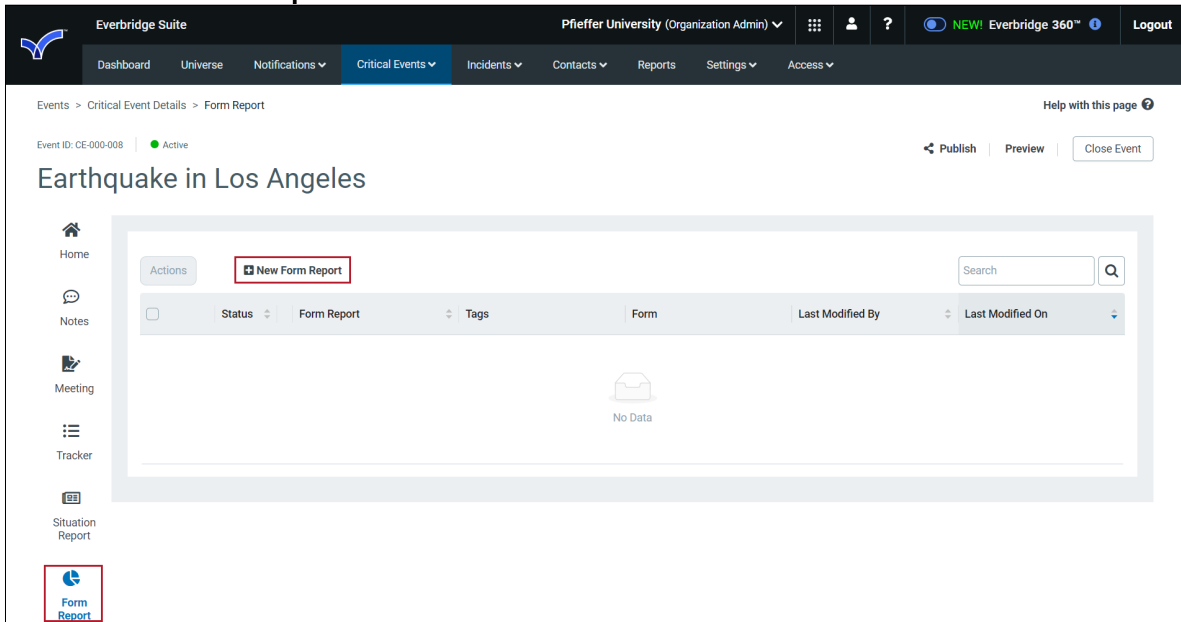 Everbridge Suite
Pfieffer University (Organization Admin)
?
NEW! Everbridge 360™
Logout
Dashboard Universe Notifications Critical Events Incidents Contacts Reports Settings Access
Events > Critical Event Details > Form Report
Help with this page
Event ID: CE-000-008
Active
Publish
Preview
Close Event
Earthquake in Los Angeles
Home
Notes
Meeting
Tracker
Situation
Report
Form
Report
Actions
New Form Report
Search
Status Form Report Tags Form Last Modified By Last Modified On
No Data